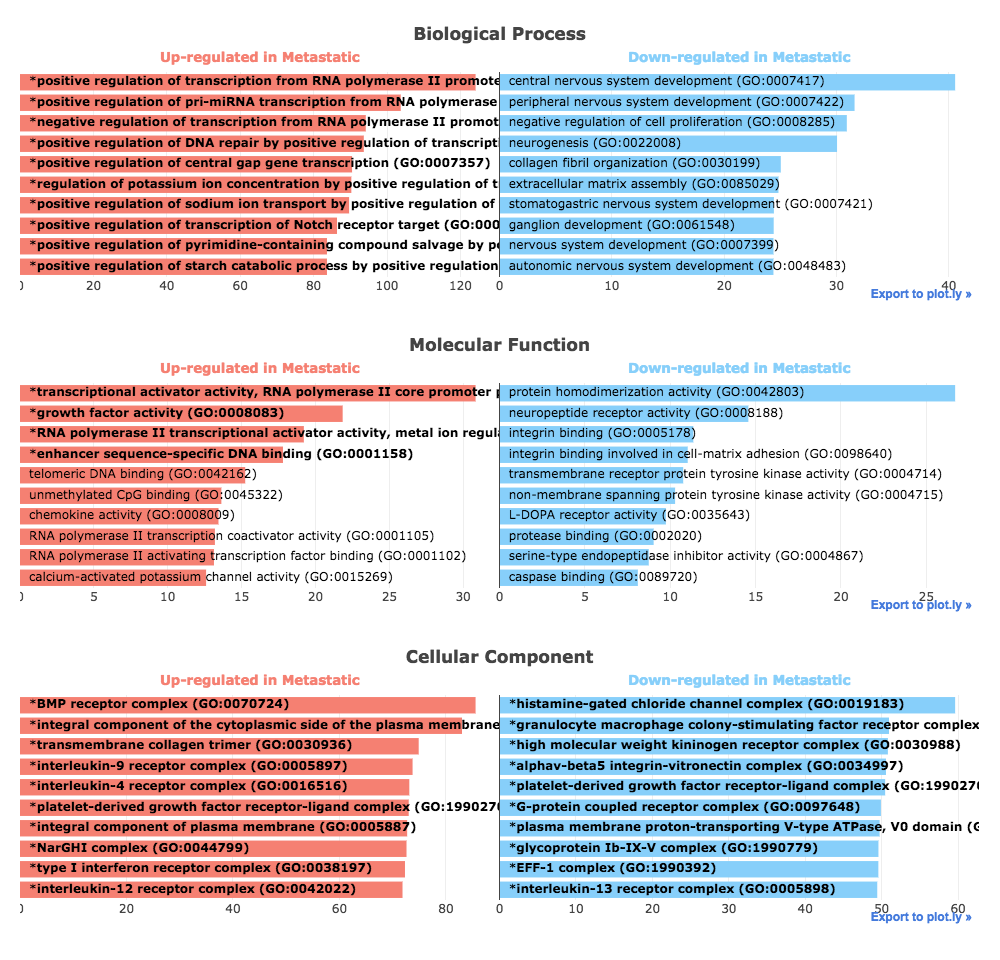 Biological Process
Up-regulated in Metastatic
*positive regulation of transcription from RNA polymerase II promote
*positive regulation of pri-miRNA transcription from RNA polymerase
*negative regulation of transcription from RNA polymerase II promot
*positive regulation of DNA repair by positive regulation of transcripti
*positive regulation of central gap gene transcription (GO:0007357)
*regulation of potassium ion concentration by positive regulation of t
*positive regulation of sodium ion transport by positive regulation of
*positive regulation of transcription of Notch receptor target (GO:000
*positive regulation of pyrimidine-containing compound salvage by po
*positive regulation of starch catabolic process by positive regulation
0 20 40 60 80 100 120
Down-regulated in Metastatic
central nervous system development (GO:0007417)
peripheral nervous system development (GO:0007422)
negative regulation of cell proliferation (GO:0008285)
neurogenesis (GO:0022008)
collagen fibril organization (GO:0030199)
extracellular matrix assembly (GO:0085029)
stomatogastric nervous system development (GO:0007421)
ganglion development (GO:0061548)
nervous system development (GO:0007399)
autonomic nervous system development (GO:0048483)
0 10 20 30 40
Export to plot.ly »
Molecular Function
Up-regulated in Metastatic
*transcriptional activator activity, RNA polymerase II core promoter p
*growth factor activity (GO:0008083)
*RNA polymerase II transcriptional activator activity, metal ion regula
*enhancer sequence-specific DNA binding (GO:0001158)
telomeric DNA binding (GO:0042162)
unmethylated CpG binding (GO:0045322)
chemokine activity (GO:0008009)
RNA polymerase II transcription coactivator activity (GO:0001105)
RNA polymerase II activating transcription factor binding (GO:0001102)
calcium-activated potassium channel activity (GO:0015269)
0 5 10 15 20 25 30
Down-regulated in Metastatic
protein homodimerization activity (GO:0042803)
neuropeptide receptor activity (GO:0008188)
integrin binding (GO:0005178)
integrin binding involved in cell-matrix adhesion (GO:0098640)
transmembrane receptor protein tyrosine kinase activity (GO:0004714)
non-membrane spanning protein tyrosine kinase activity (GO:0004715)
L-DOPA receptor activity (GO:0035643)
protease binding (GO:0002020)
serine-type endopeptidase inhibitor activity (GO:0004867)
caspase binding (GO:0089720)
0 5 10 15 20 25
Export to plot.ly »
Cellular Component
Up-regulated in Metastatic
*BMP receptor complex (GO:0070724)
*integral component of the cytoplasmic side of the plasma membrane
*transmembrane collagen trimer (GO:0030936)
*interleukin-9 receptor complex (GO:0005897)
*interleukin-4 receptor complex (GO:0016516)
*platelet-derived growth factor receptor-ligand complex (GO:1990270
*integral component of plasma membrane (GO:0005887)
*NarGHI complex (GO:0044799)
*type I interferon receptor complex (GO:0038197)
*interleukin-12 receptor complex (GO:0042022)
0 20 40 60 80
Down-regulated in Metastatic
*histamine-gated chloride channel complex (GO:0019183)
*granulocyte macrophage colony-stimulating factor receptor complex
*high molecular weight kininogen receptor complex (GO:0030988)
*alphav-beta5 integrin-vitronectin complex (GO:0034997)
*platelet-derived growth factor receptor-ligand complex (GO:1990270
*G-protein coupled receptor complex (GO:0097648)
*plasma membrane proton-transporting V-type ATPase, V0 domain (G
*glycoprotein Ib-IX-V complex (GO:1990779)
*EFF-1 complex (GO:1990392)
*interleukin-13 receptor complex (GO:0005898)
0 10 20 30 40 50 60
Export to plot.ly »